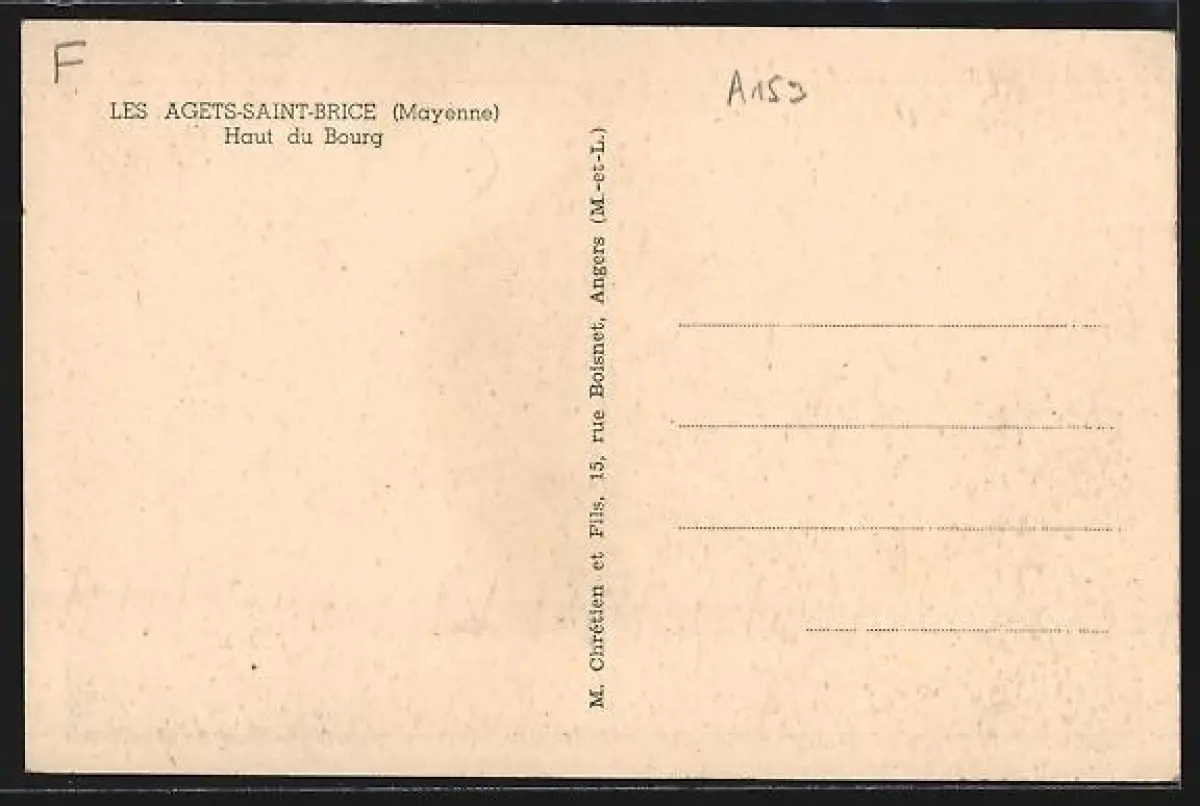 F
A153
LES AGETS-SAINT-BRICE (Mayenne)
Haut du Bourg
M. Chrétien et Fils, 15, rue Boisnet, Angers (M.-et-L.)